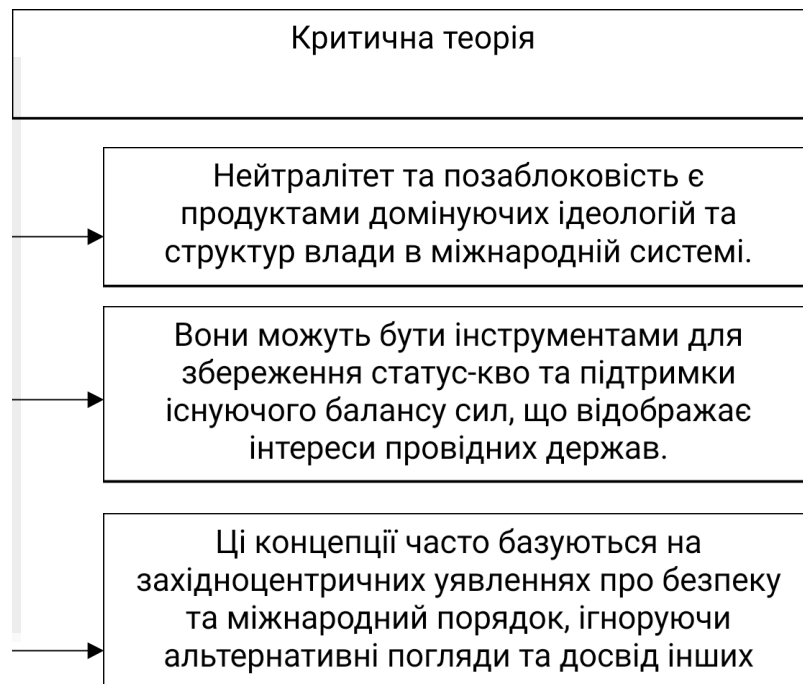 Критична теорія
Нейтралітет та позаблоковість є
продуктами домінуючих ідеологій та
структур влади в міжнародній системі.
Вони можуть бути інструментами для
збереження статус-кво та підтримки
існуючого балансу сил, що відображає
інтереси провідних держав.
Ці концепції часто базуються на
західноцентричних уявленнях про безпеку
та міжнародний порядок, ігноруючи
альтернативні погляди та досвід інших